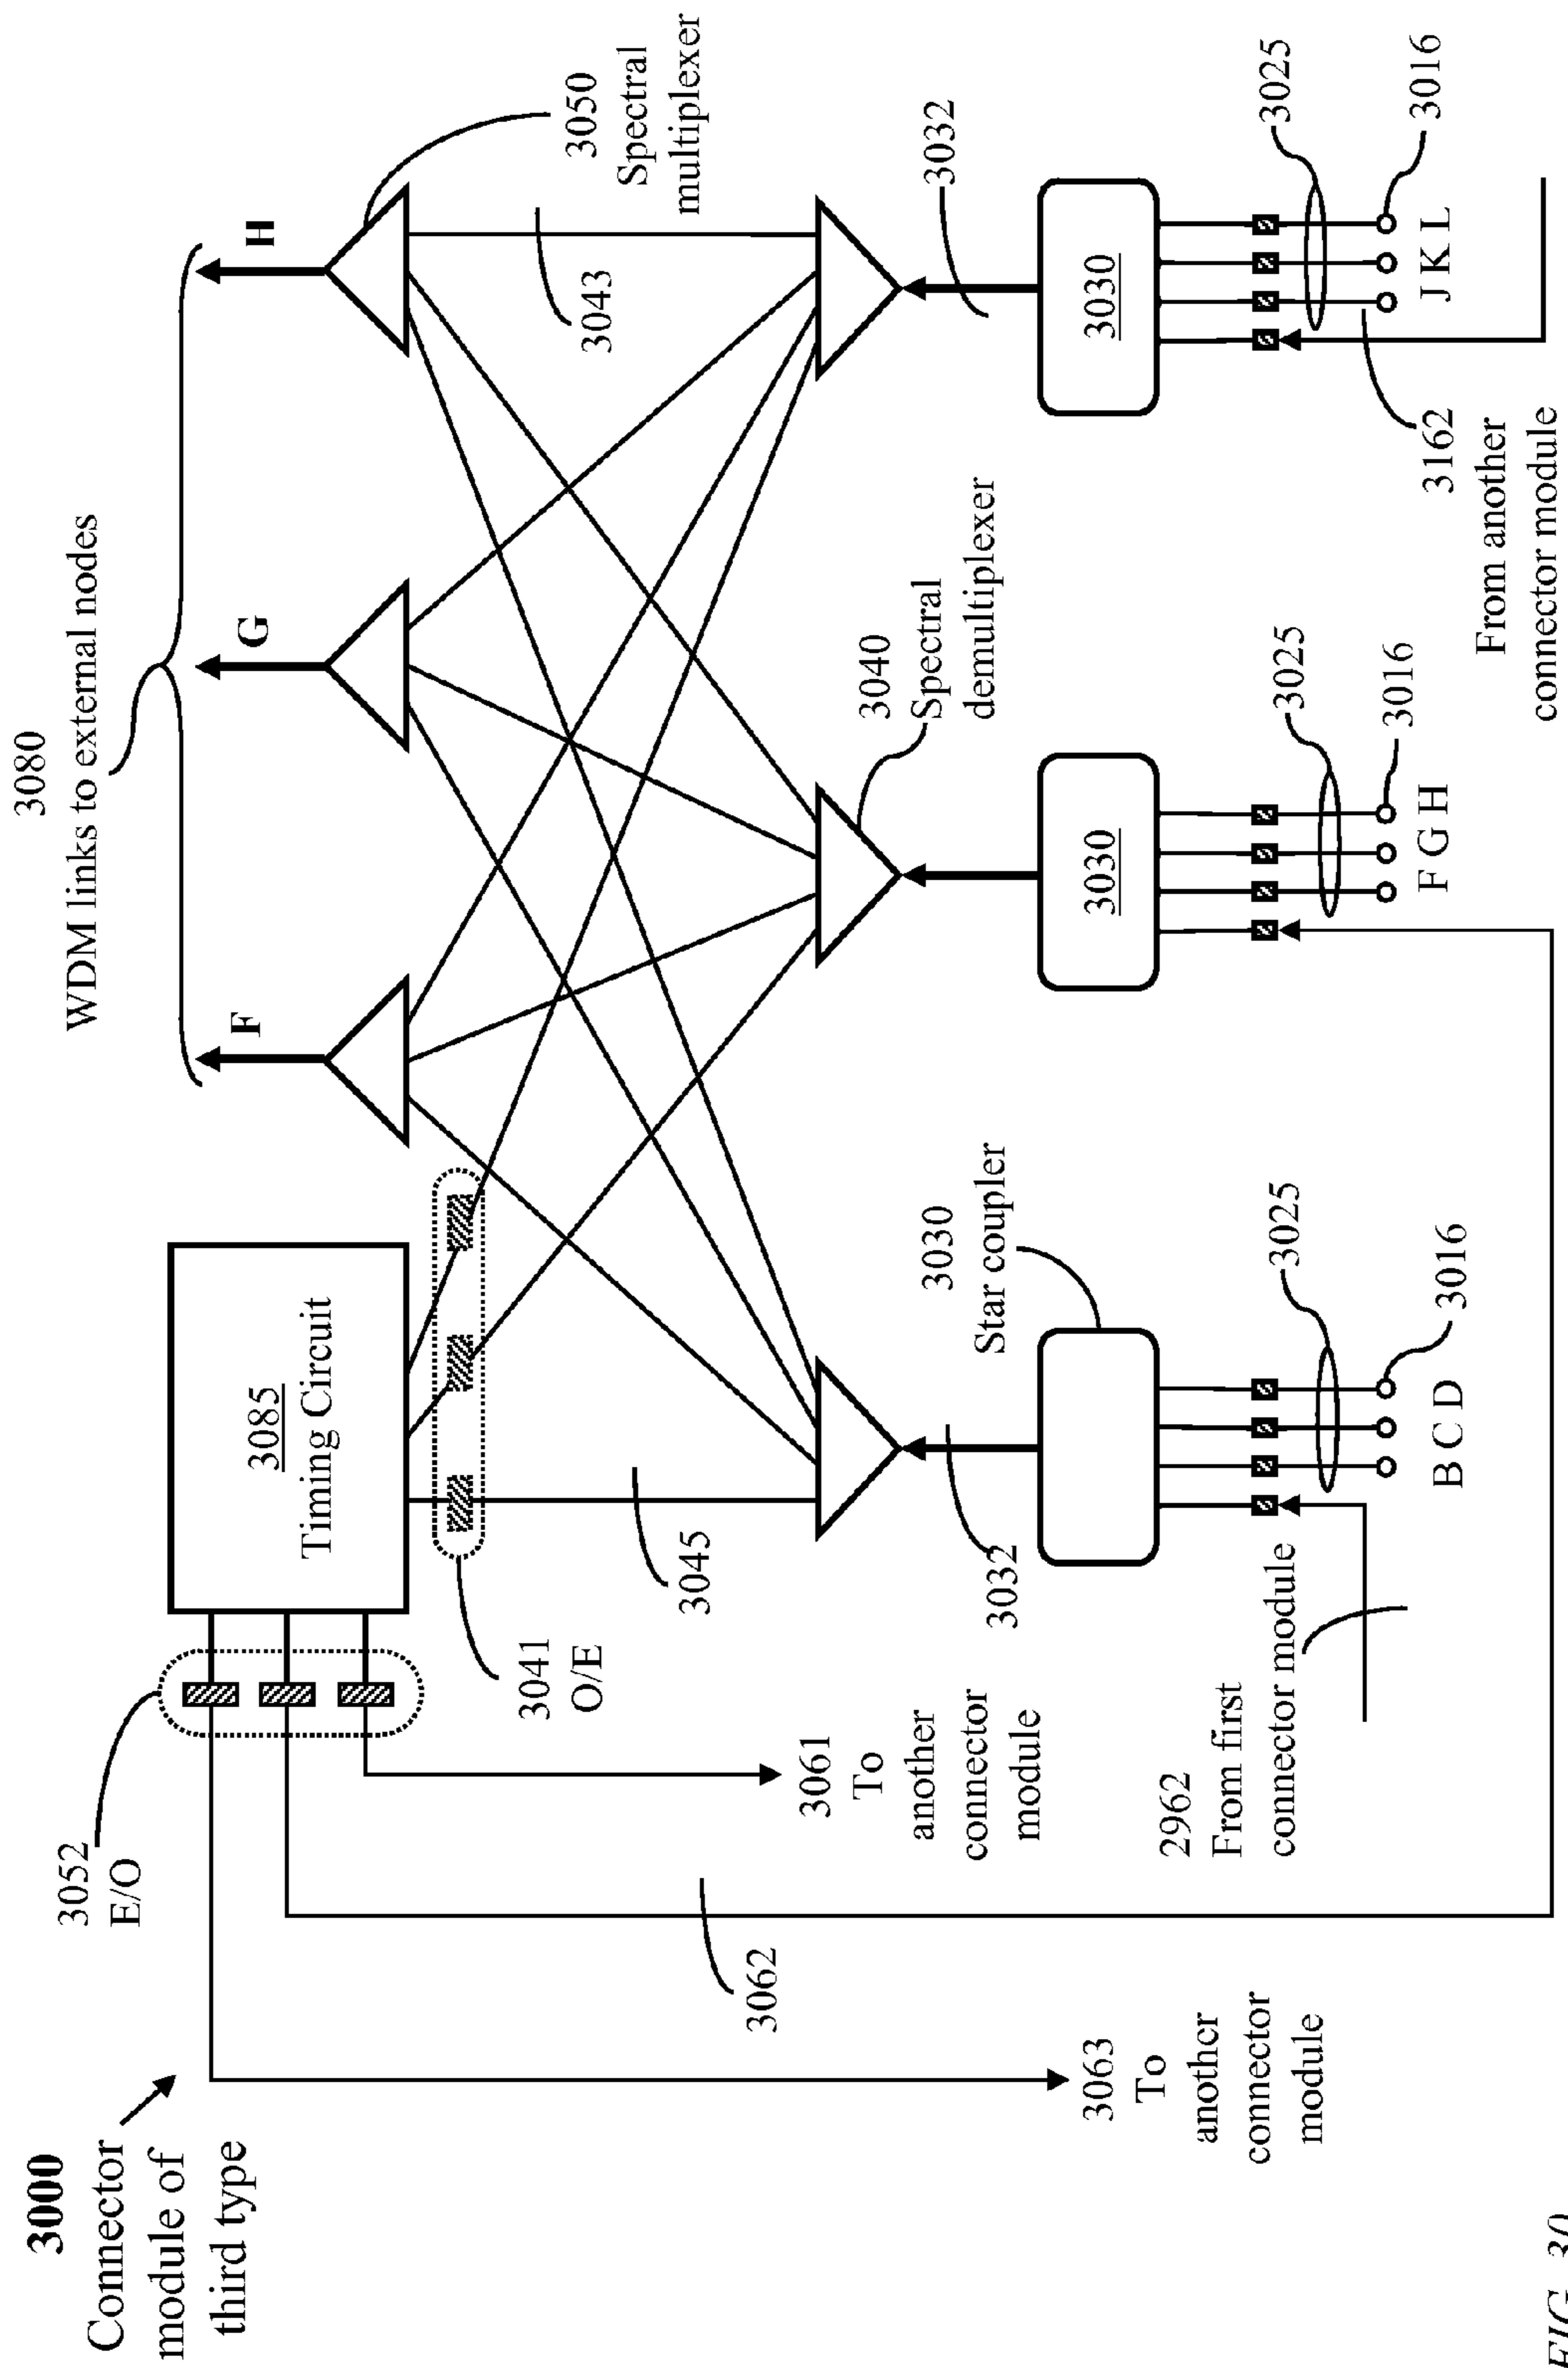 3000
Connector
module of
third type
3052
E/O
3085
Timing Circuit
3080
WDM links to external nodes
F
G
H
3050
Spectral
multiplexer
3043
3041
O/E
3045
3061
To
another
connector
module
3062
3063
To
another
connector
module
3040
Spectral
demultiplexer
3032
3032
3030
Star coupler
3030
3030
2962
From first
connector module
3025
3016
B C D
3025
3016
F G H
3025
3016
J K L
3162
From another
connector module
FIG. 30